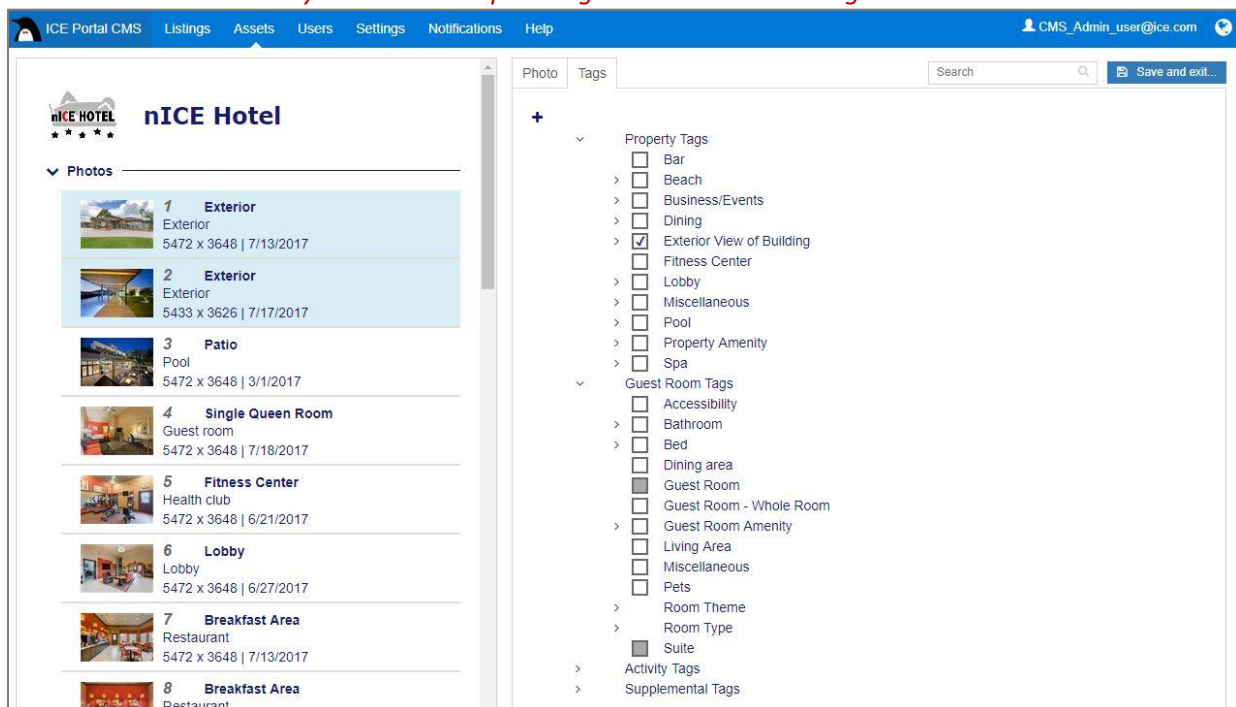 ICE Portal CMS Listings Assets Users Settings Notifications Help CMS_Admin_user@ice.com
nICE HOTEL
nICE Hotel
Photos
1 Exterior
Exterior
5472 x 3648 | 7/13/2017
2 Exterior
Exterior
5433 x 3626 | 7/17/2017
3 Patio
Pool
5472 x 3648 | 3/1/2017
4 Single Queen Room
Guest room
5472 x 3648 | 7/18/2017
5 Fitness Center
Health club
5472 x 3648 | 6/21/2017
6 Lobby
Lobby
5472 x 3648 | 6/27/2017
7 Breakfast Area
Restaurant
5472 x 3648 | 7/13/2017
8 Breakfast Area
Restaurant
Photo Tags Search Save and exit...
+
Property Tags
Bar
Beach
Business/Events
Dining
Exterior View of Building
Fitness Center
Lobby
Miscellaneous
Pool
Property Amenity
Spa
Guest Room Tags
Accessibility
Bathroom
Bed
Dining area
Guest Room
Guest Room - Whole Room
Guest Room Amenity
Living Area
Miscellaneous
Pets
Room Theme
Room Type
Suite
Activity Tags
Supplemental Tags